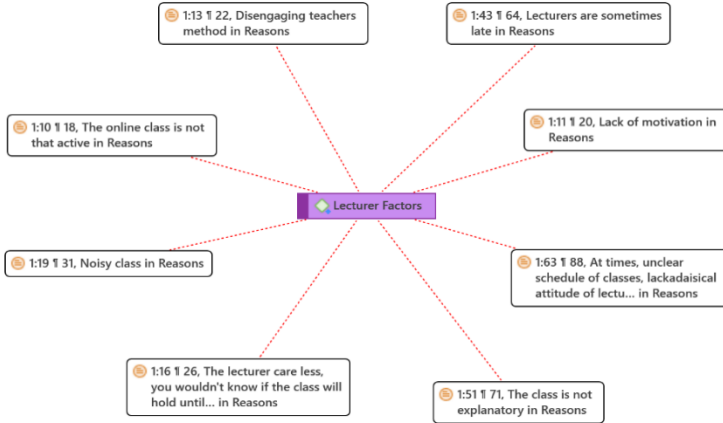 1:13 ¶ 22, Disengaging teachers
method in Reasons
1:43 ¶ 64, Lecturers are sometimes
late in Reasons
1:10 ¶ 18, The online class is not
that active in Reasons
1:11 ¶ 20, Lack of motivation in
Reasons
Lecturer Factors
1:19 ¶ 31, Noisy class in Reasons
1:63 ¶ 88, At times, unclear
schedule of classes, lackadaisical
attitude of lectu... in Reasons
1:16 ¶ 26, The lecturer care less,
you wouldn't know if the class will
hold until... in Reasons
1:51 ¶ 71, The class is not
explanatory in Reasons